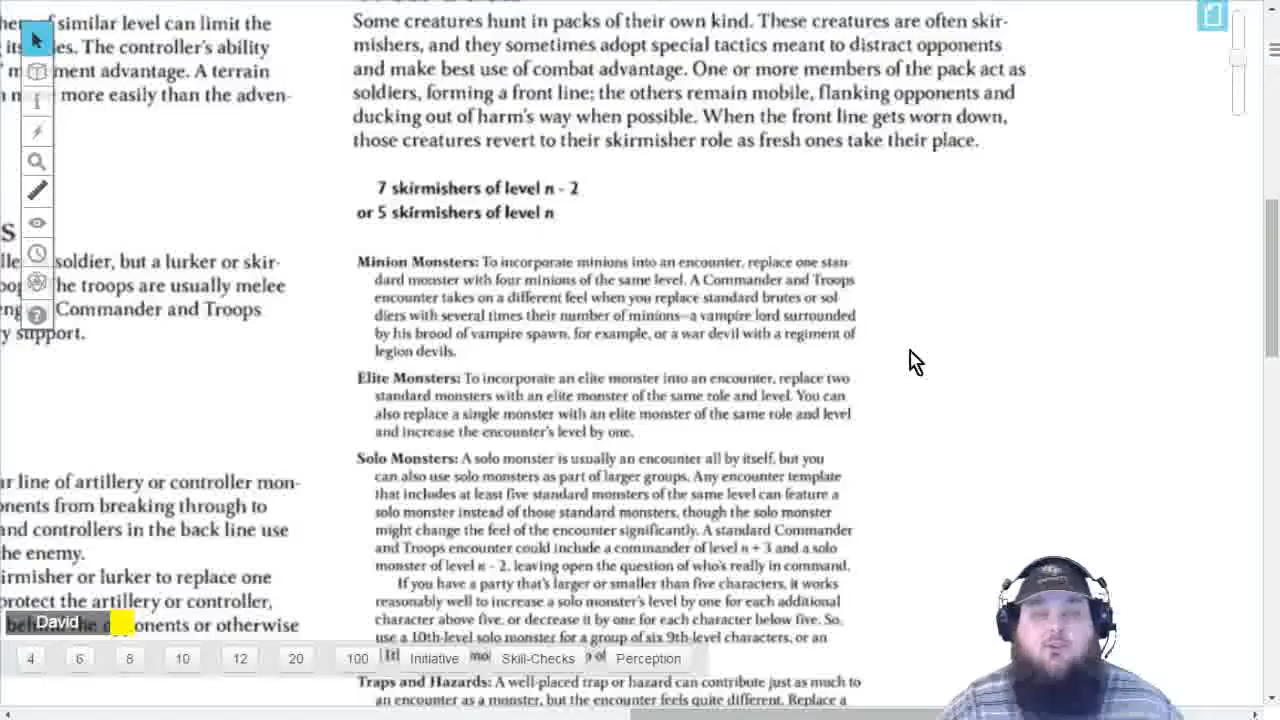 her of similar level can limit the
its es. The controller's ability
f m ment advantage. A terrain
n m more easily than the adven-
s
lle soldier, but a lurker or skir-
oop he troops are usually melee
eng Commander and Troops
y support.
ar line of artillery or controller mon-
onents from breaking through to
and controllers in the back line use
he enemy.
irmisher or lurker to replace one
protect the artillery or controller,
behind the opponents or otherwise
Some creatures hunt in packs of their own kind. These creatures are often skir-
mishers, and they sometimes adopt special tactics meant to distract opponents
and make best use of combat advantage. One or more members of the pack act as
soldiers, forming a front line; the others remain mobile, flanking opponents and
ducking out of harm's way when possible. When the front line gets worn down,
those creatures revert to their skirmisher role as fresh ones take their place.
7 skirmishers of level n - 2
or 5 skirmishers of level n
Minion Monsters: To incorporate minions into an encounter, replace one stan-
dard monster with four minions of the same level. A Commander and Troops
encounter takes on a different feel when you replace standard brutes or sol
diers with several times their number of minions—a vampire lord surrounded
by his brood of vampire spawn, for example, or a war devil with a regiment of
legion devils.
Elite Monsters: To incorporate an elite monster into an encounter, replace two
standard monsters with an elite monster of the same role and level. You can
also replace a single monster with an elite monster of the same role and level
and increase the encounter's level by one.
Solo Monsters: A solo monster is usually an encounter all by itself, but you
can also use solo monsters as part of larger groups. Any encounter template
that includes at least five standard monsters of the same level can feature a
solo monster instead of those standard monsters, though the solo monster
might change the feel of the encounter significantly. A standard Commander
and Troops encounter could include a commander of level n + 3 and a solo
monster of level n - 2, leaving open the question of who's really in command.
If you have a party that's larger or smaller than five characters, it works
reasonably well to increase a solo monster's level by one for each additional
character above five, or decrease it by one for each character below five. So,
use a 10th-level solo monster for a group of six 9th-level characters, or an
Traps and Hazards: A well-placed trap or hazard can contribute just as much to
an encounter as a monster, but the encounter feels quite different. Replace a
David
4 6 8 10 12 20 100 Initiative Skill-Checks Perception